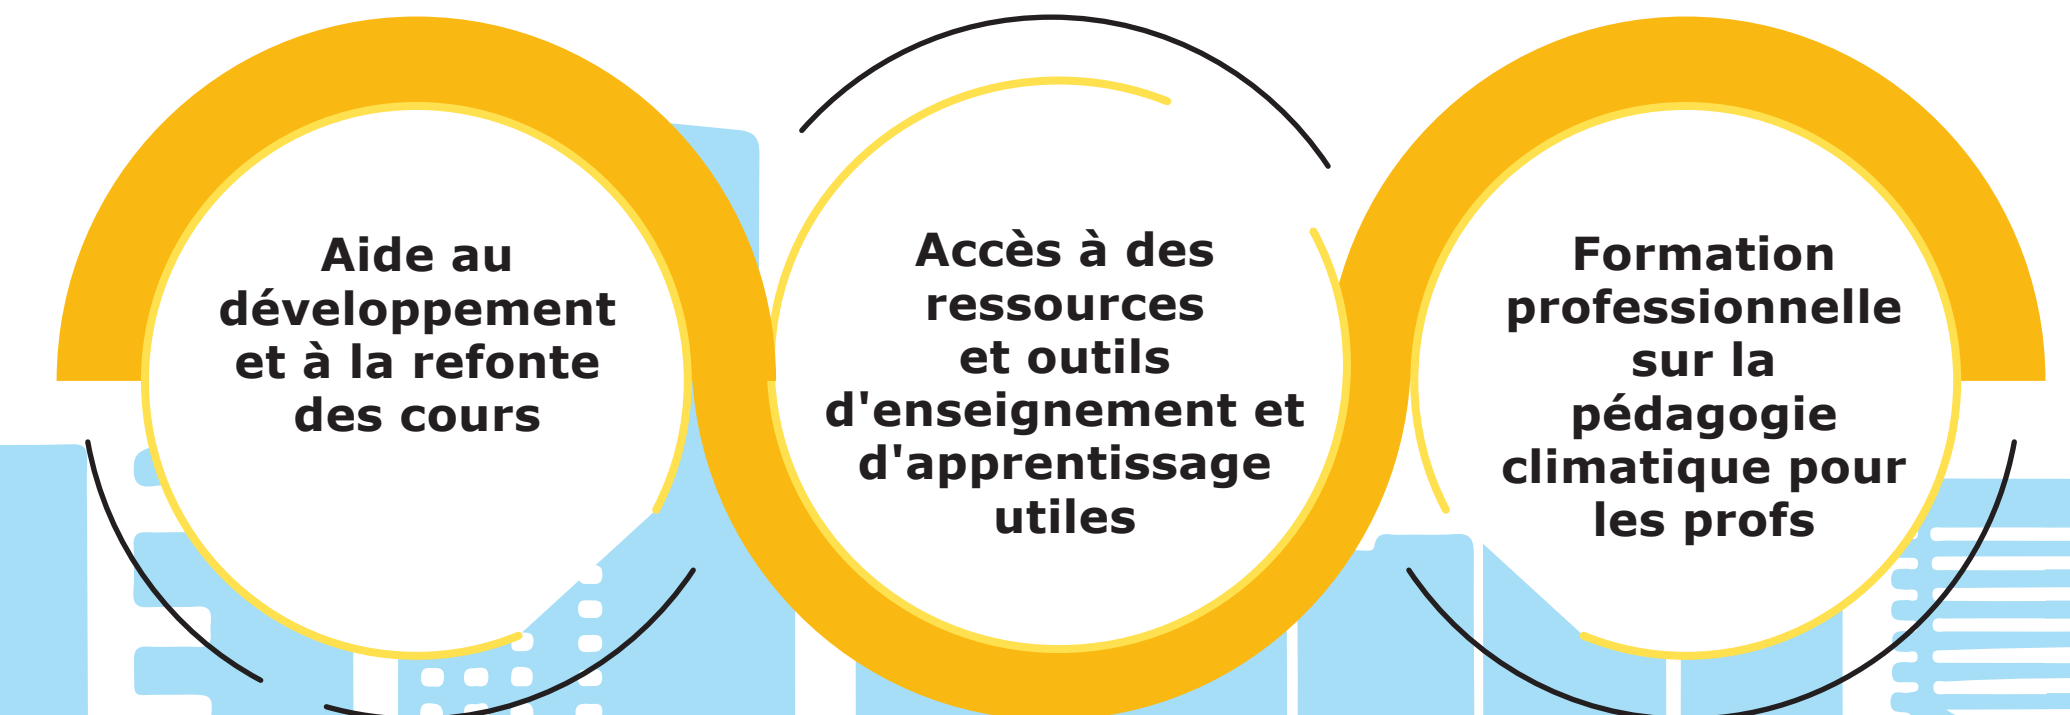 Aide au
développement
et à la refonte
des cours
Accès à des
ressources
et outils
d'enseignement et
d'apprentissage
utiles
Formation
professionnelle
sur la
pédagogie
climatique pour
les profs